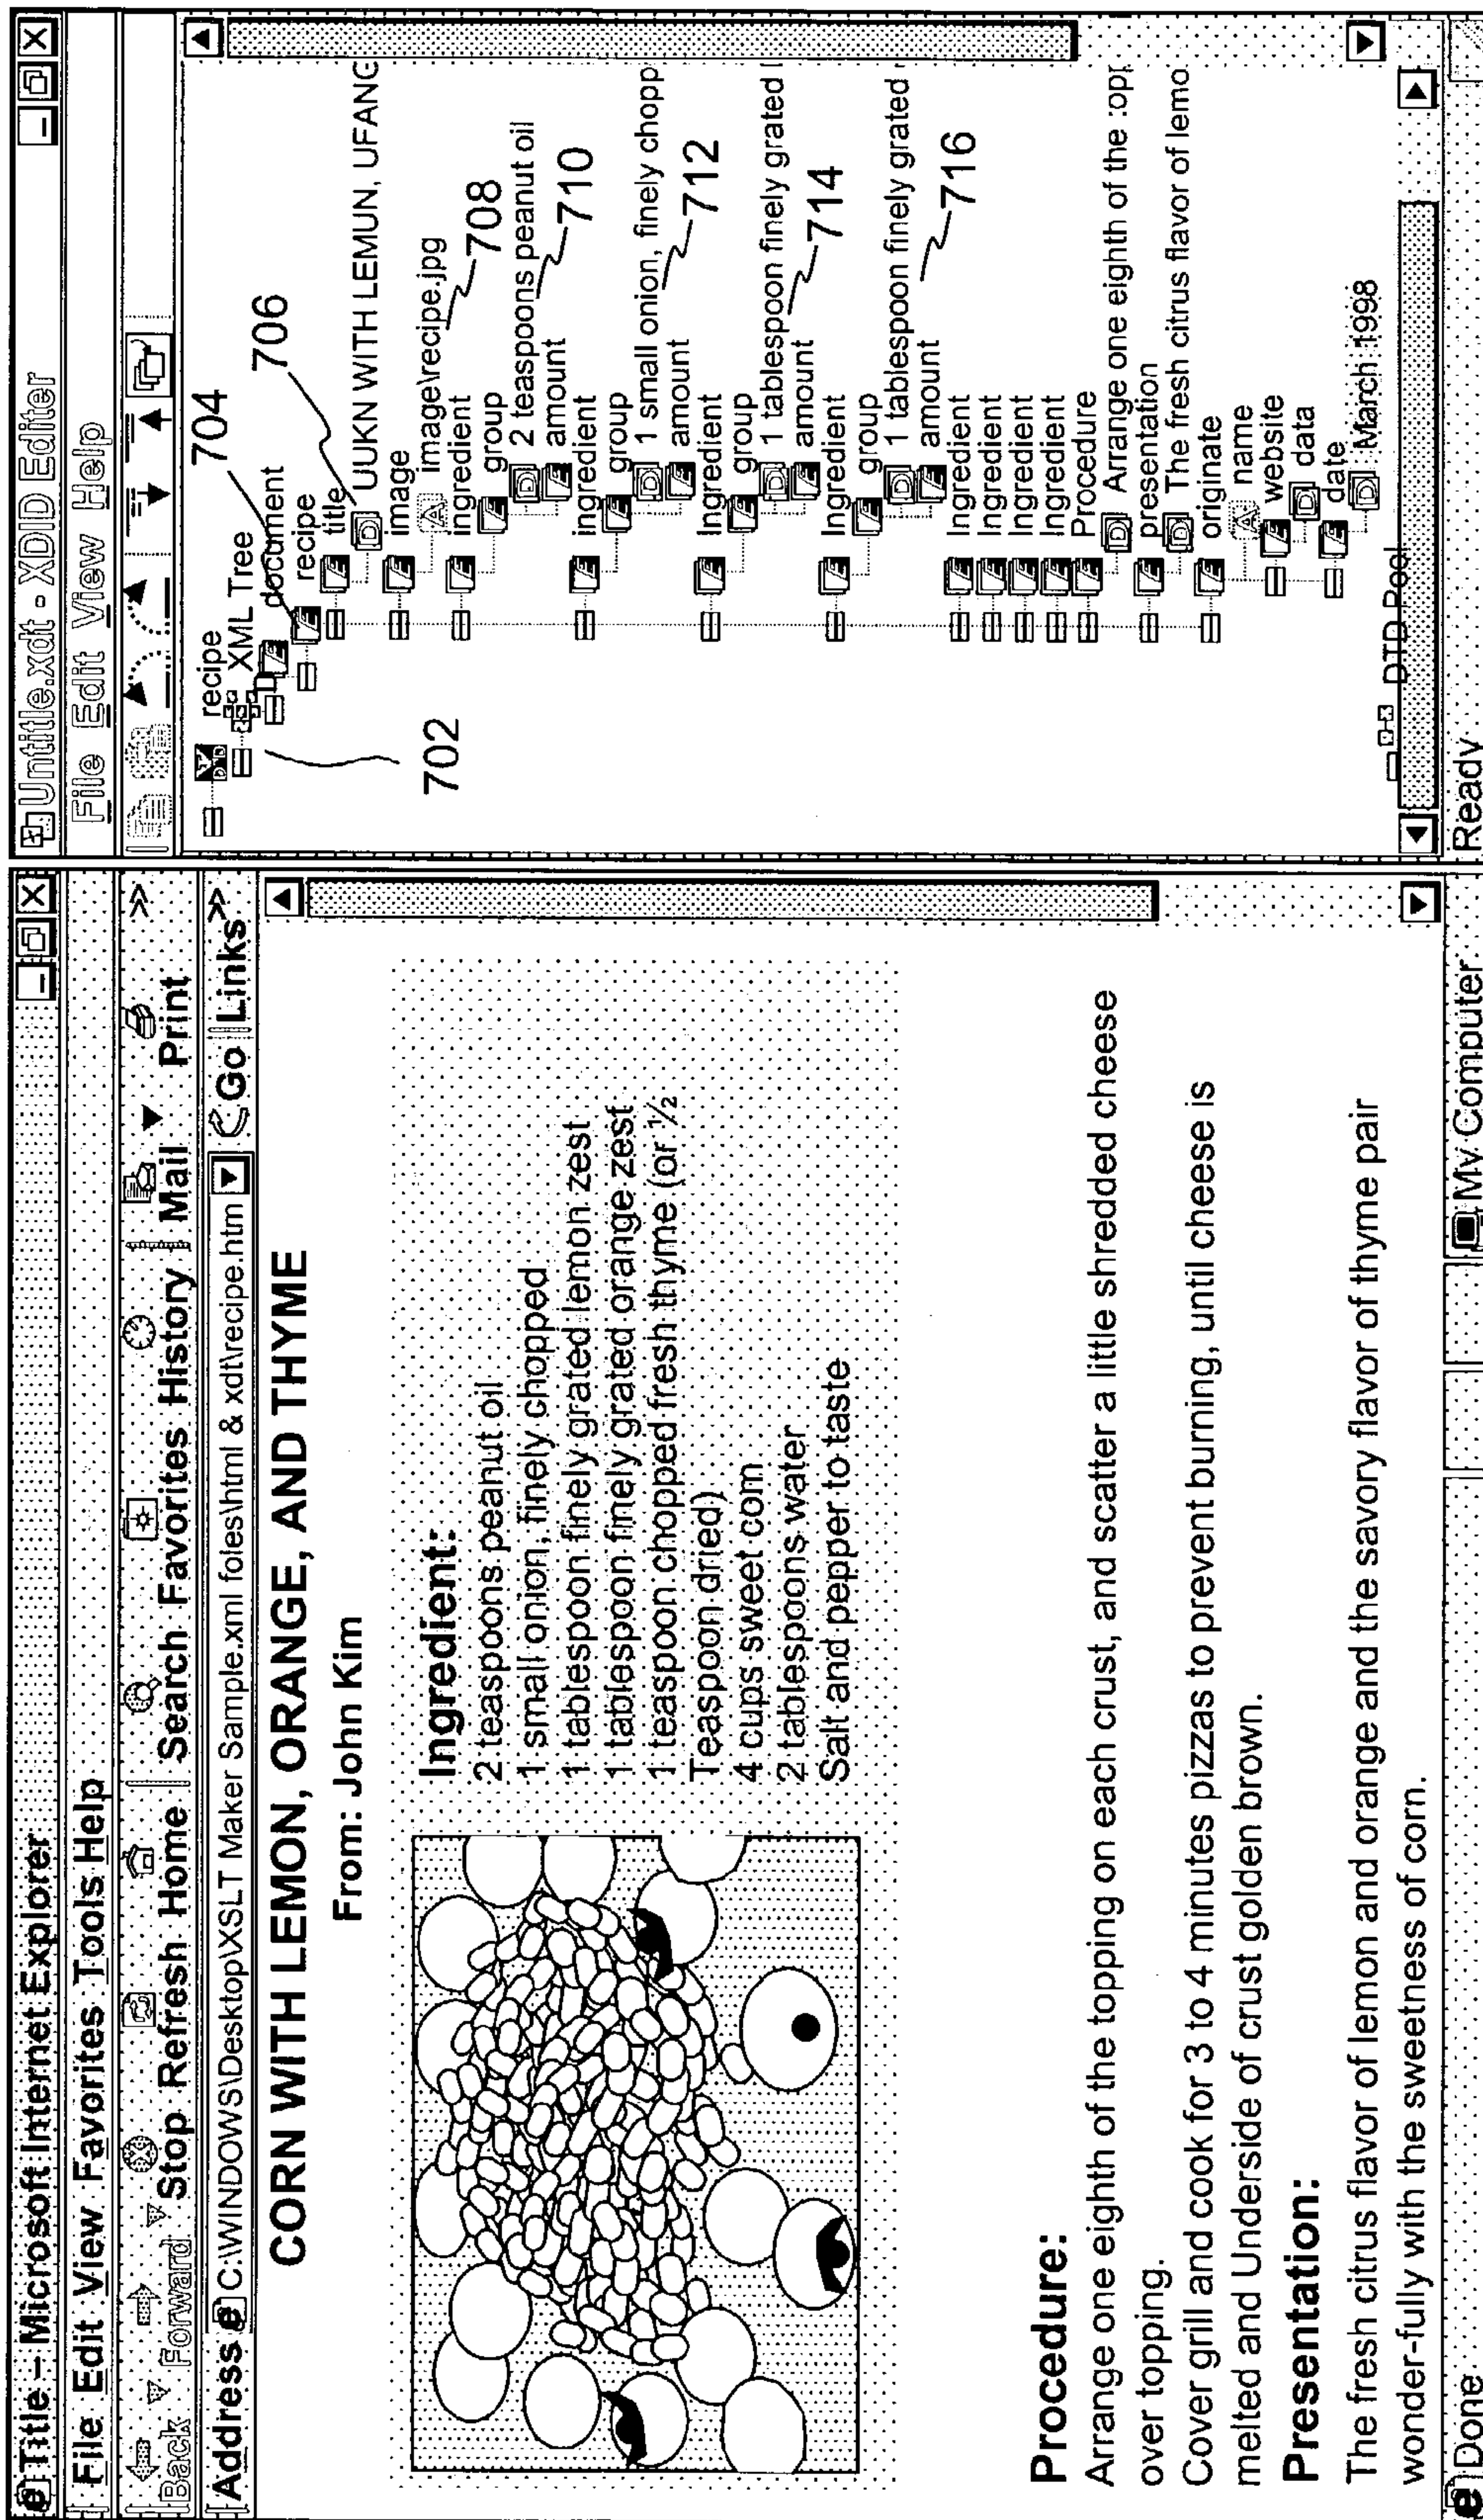 Title – Microsoft Internet Explorer
File Edit View Favorites Tools Help
Back Forward Stop Refresh Home Search Favorites History Mail Print
Address C:\WINDOWS\Desktop\XSLT Maker Sample.xml foles\html & xdt\recipe.htm Go Links
CORN WITH LEMON, ORANGE, AND THYME
From: John Kim
Ingredient:
2 teaspoons peanut oil
1 small onion, finely chopped
1 tablespoon finely grated lemon zest
1 tablespoon finely grated orange zest
1 teaspoon chopped fresh thyme (or ½
Teaspoon dried)
4 cups sweet com
2 tablespoons water
Salt and pepper to taste
Procedure:
Arrange one eighth of the topping on each crust, and scatter a little shredded cheese
over topping.
Cover grill and cook for 3 to 4 minutes pizzas to prevent burning, until cheese is
melted and Underside of crust golden brown.
Presentation:
The fresh citrus flavor of lemon and orange and the savory flavor of thyme pair
wonder-fully with the sweetness of corn.
Done
My Computer
Untitle.xdt - XDID Editer
File Edit View Help
recipe
XML Tree
document
recipe
title
UUKN WITH LEMUN, UFANG
image
A image\recipe.jpg
ingredient
group
D 2 teaspoons peanut oil
amount
ingredient
group
D 1 small onion, finely chopp
amount
Ingredient
group
D 1 tablespoon finely grated l
amount
Ingredient
group
D 1 tablespoon finely grated
amount
Ingredient
Ingredient
Ingredient
Ingredient
Procedure
D Arrange one eighth of the :opp
presentation
D The fresh citrus flavor of lemo
originate
A name
website
D data
date
D March 1998
DTD Pool
Ready
702
704
706
708
710
712
714
716